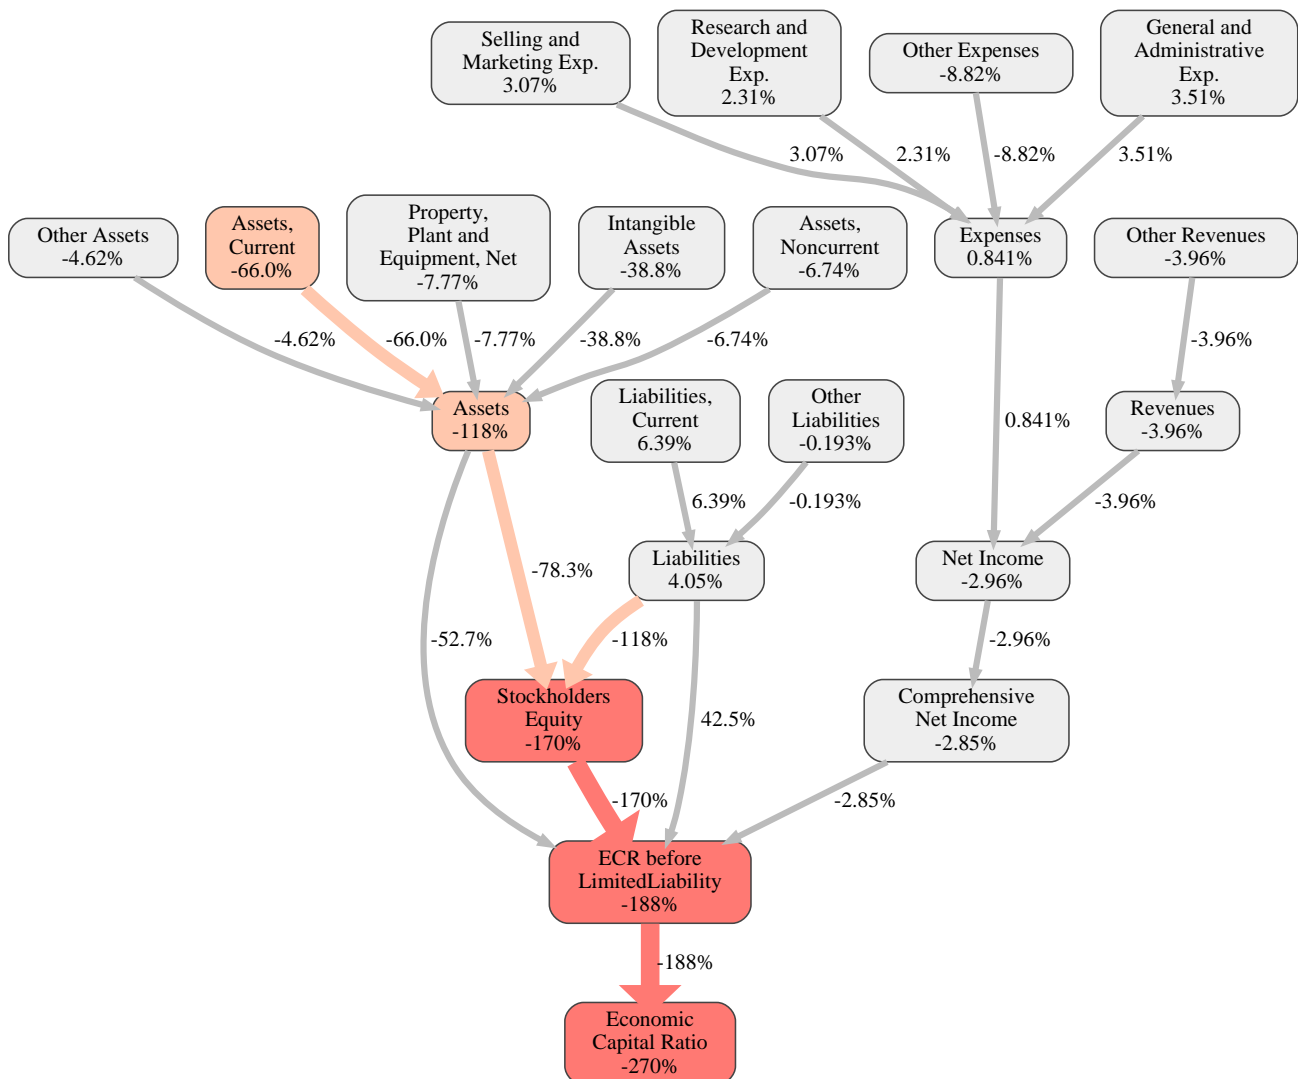 Selling and
Marketing Exp.
3.07%
Research and
Development
Exp.
2.31%
Other Expenses
-8.82%
General and
Administrative
Exp.
3.51%
3.07%
2.31%
-8.82%
3.51%
Other Assets
-4.62%
Assets,
Current
-66.0%
Property,
Plant and
Equipment, Net
-7.77%
Intangible
Assets
-38.8%
Assets,
Noncurrent
-6.74%
Expenses
0.841%
Other Revenues
-3.96%
-4.62%
-66.0%
-7.77%
-38.8%
-6.74%
-3.96%
Assets
-118%
Liabilities,
Current
6.39%
Other
Liabilities
-0.193%
0.841%
Revenues
-3.96%
6.39%
-0.193%
-3.96%
-78.3%
Liabilities
4.05%
Net Income
-2.96%
-52.7%
-118%
-2.96%
Stockholders
Equity
-170%
42.5%
Comprehensive
Net Income
-2.85%
-170%
-2.85%
ECR before
LimitedLiability
-188%
-188%
Economic
Capital Ratio
-270%